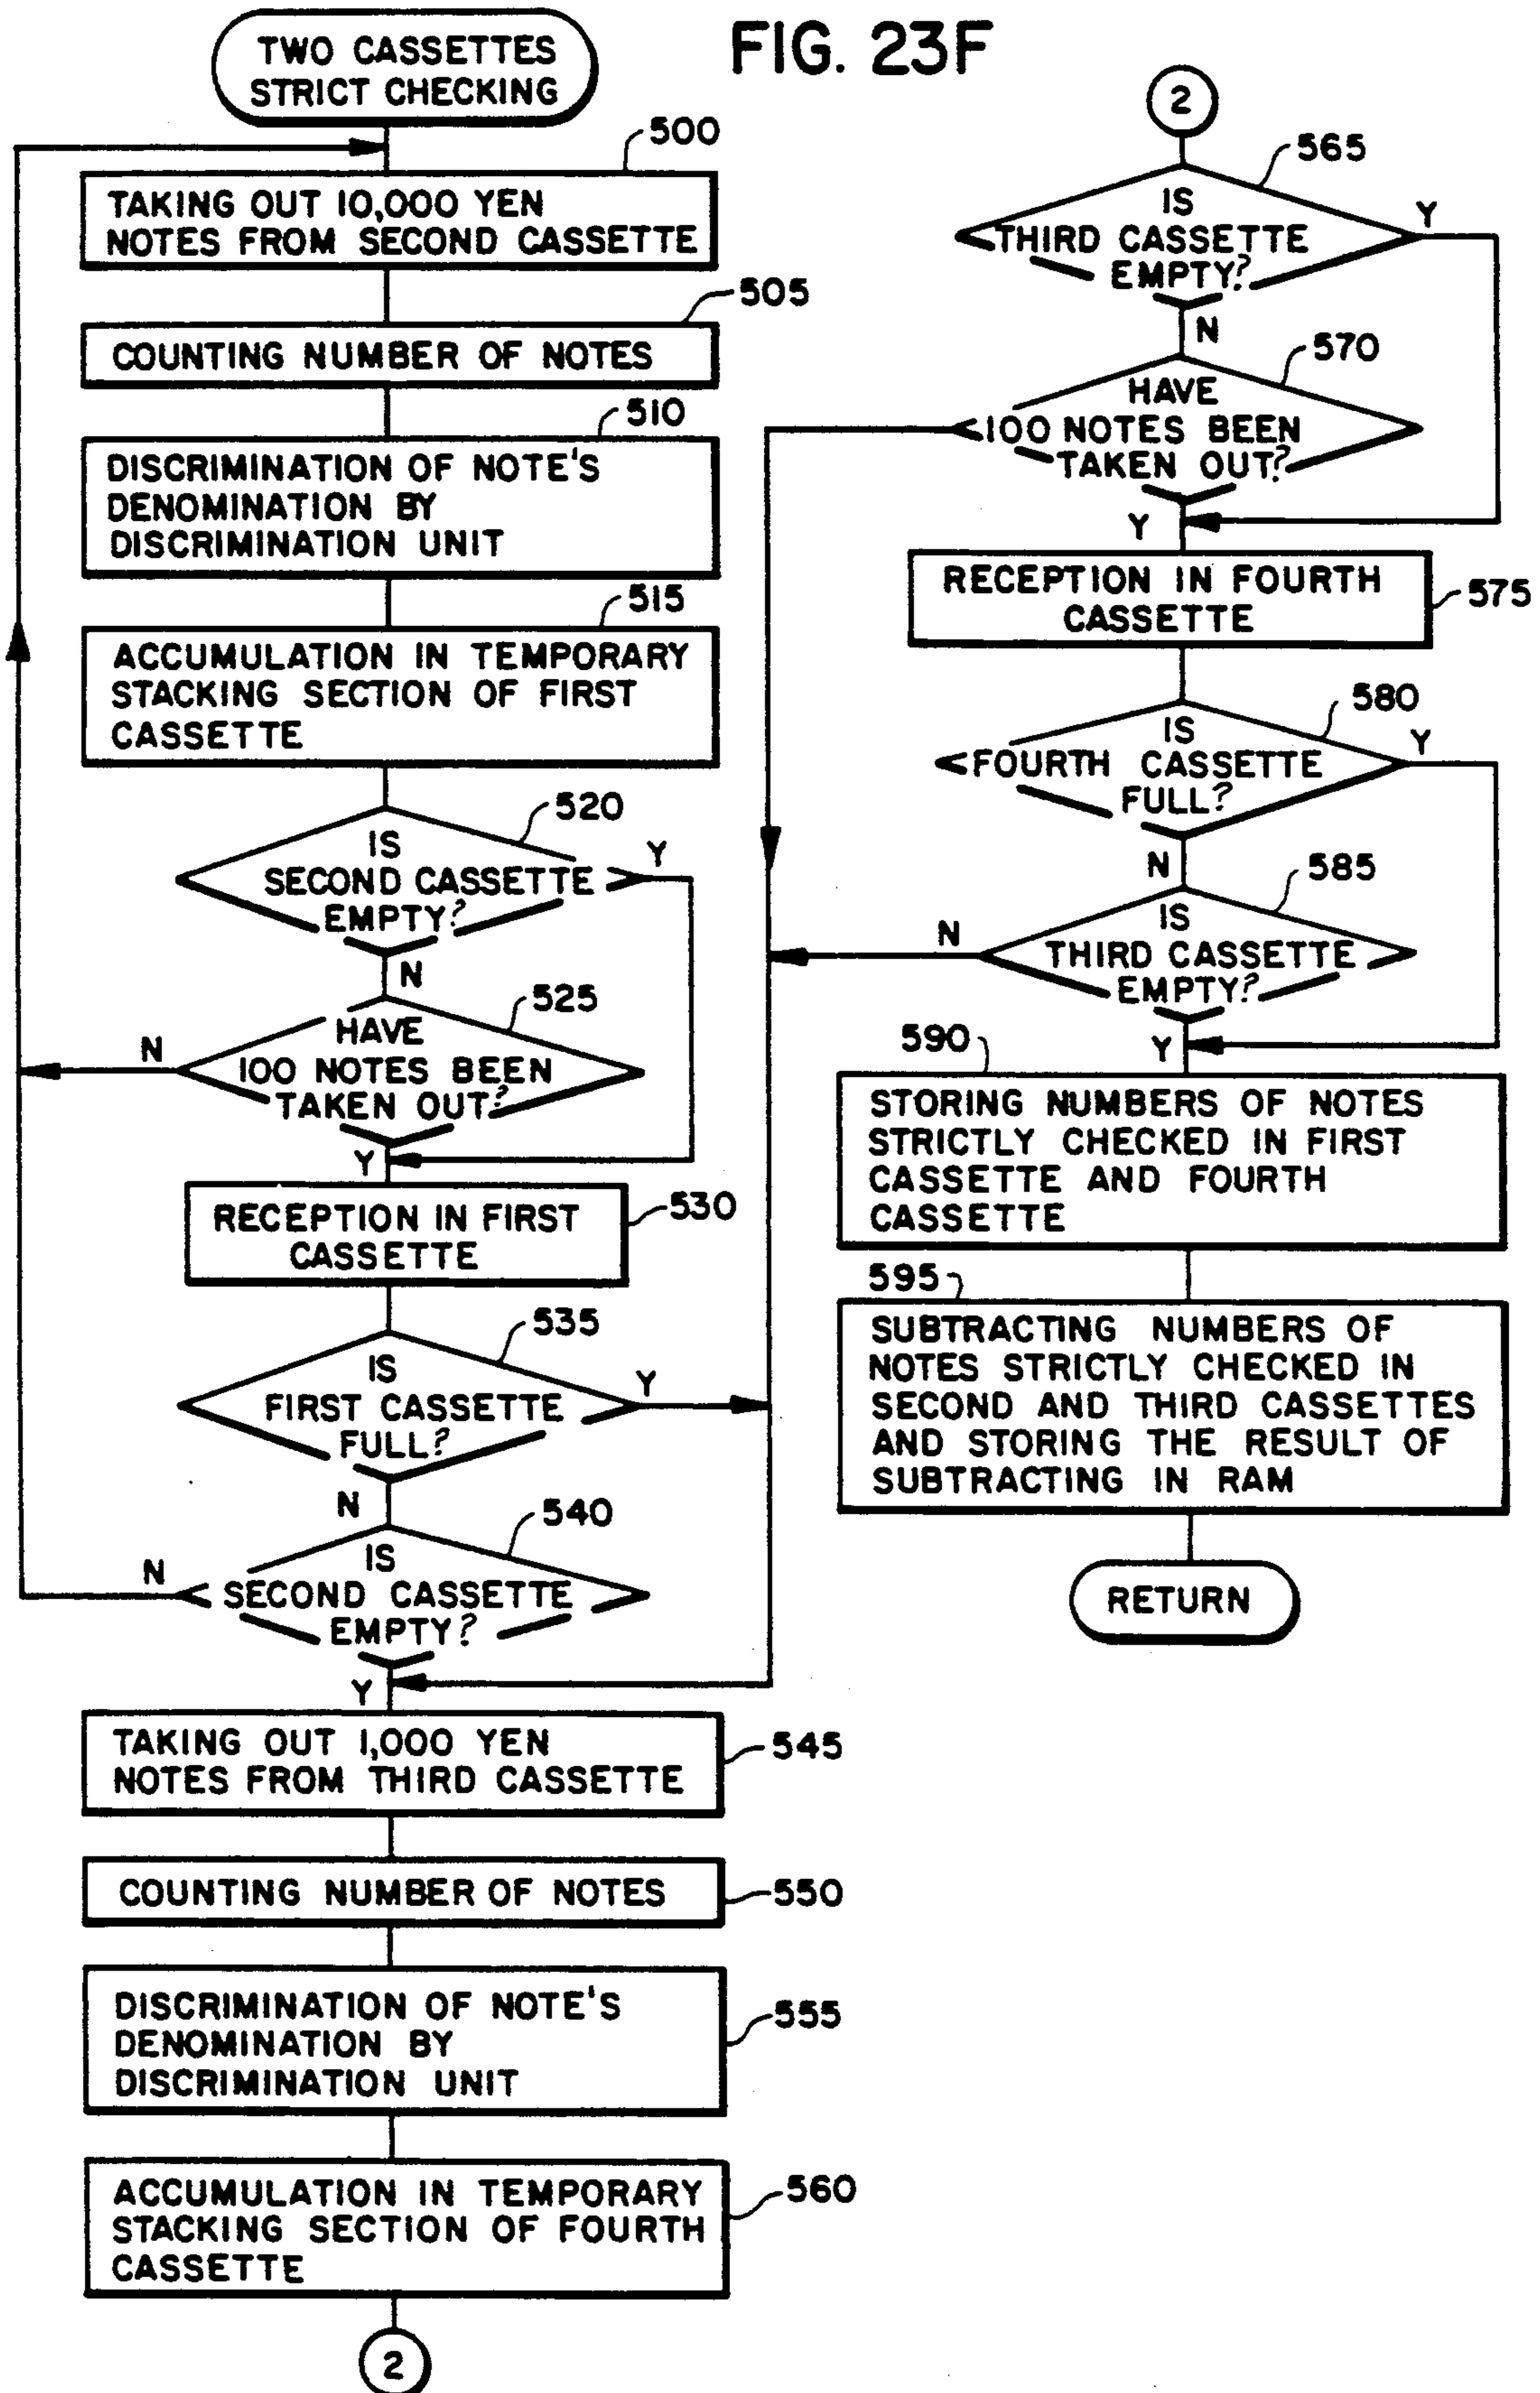 FIG. 23F
TWO CASSETTES
STRICT CHECKING
500
TAKING OUT 10,000 YEN
NOTES FROM SECOND CASSETTE
505
COUNTING NUMBER OF NOTES
510
DISCRIMINATION OF NOTE'S
DENOMINATION BY
DISCRIMINATION UNIT
515
ACCUMULATION IN TEMPORARY
STACKING SECTION OF FIRST
CASSETTE
520
IS
SECOND CASSETTE
EMPTY?
Y
N
525
HAVE
100 NOTES BEEN
TAKEN OUT?
N
Y
RECEPTION IN FIRST
CASSETTE
530
535
IS
FIRST CASSETTE
FULL?
Y
N
540
IS
SECOND CASSETTE
EMPTY?
N
Y
TAKING OUT 1,000 YEN
NOTES FROM THIRD CASSETTE
545
COUNTING NUMBER OF NOTES
550
DISCRIMINATION OF NOTE'S
DENOMINATION BY
DISCRIMINATION UNIT
555
ACCUMULATION IN TEMPORARY
STACKING SECTION OF FOURTH
CASSETTE
560
2
2
565
IS
THIRD CASSETTE
EMPTY?
Y
N
570
HAVE
100 NOTES BEEN
TAKEN OUT?
Y
RECEPTION IN FOURTH
CASSETTE
575
580
IS
FOURTH CASSETTE
FULL?
Y
N
585
IS
THIRD CASSETTE
EMPTY?
N
Y
590
STORING NUMBERS OF NOTES
STRICTLY CHECKED IN FIRST
CASSETTE AND FOURTH
CASSETTE
595
SUBTRACTING NUMBERS OF
NOTES STRICTLY CHECKED IN
SECOND AND THIRD CASSETTES
AND STORING THE RESULT OF
SUBTRACTING IN RAM
RETURN